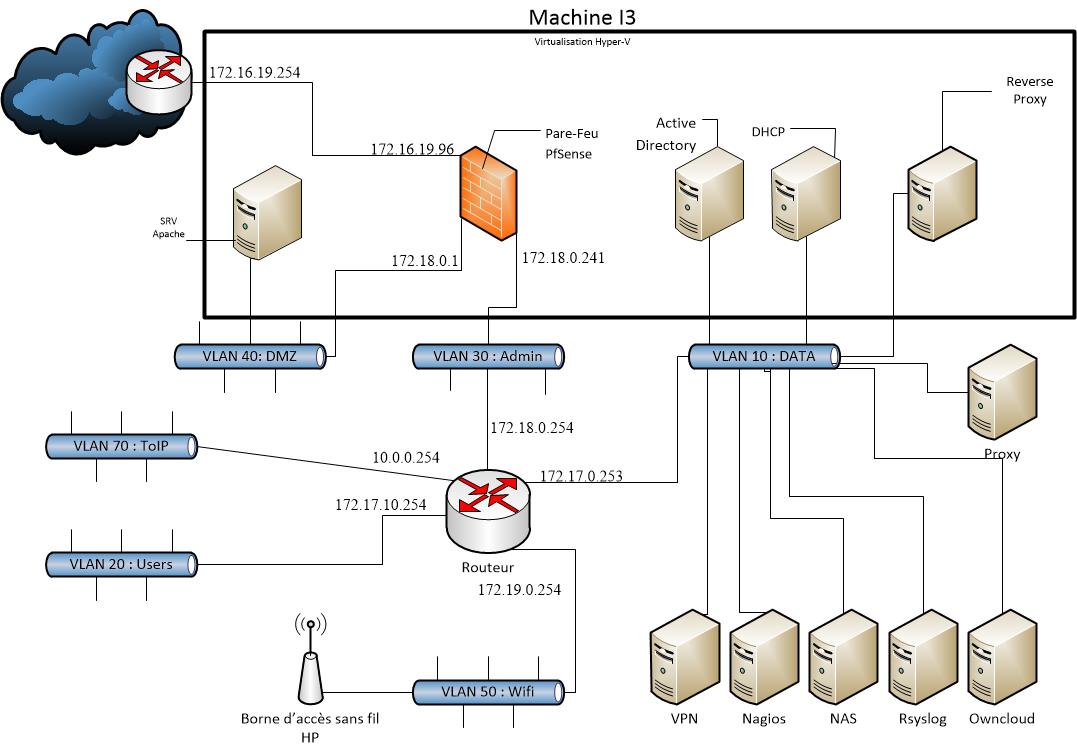 Machine I3
Virtualisation Hyper-V
172.16.19.254
Reverse
Proxy
Active
Directory
DHCP
Pare-Feu
PfSense
172.16.19.96
SRV
Apache
172.18.0.1
172.18.0.241
VLAN 40: DMZ
VLAN 30 : Admin
VLAN 10 : DATA
172.18.0.254
VLAN 70 : ToIP
10.0.0.254
172.17.0.253
Proxy
172.17.10.254
VLAN 20 : Users
Routeur
172.19.0.254
VLAN 50 : Wifi
Borne d'accès sans fil
HP
VPN
Nagios
NAS
Rsyslog
Owncloud